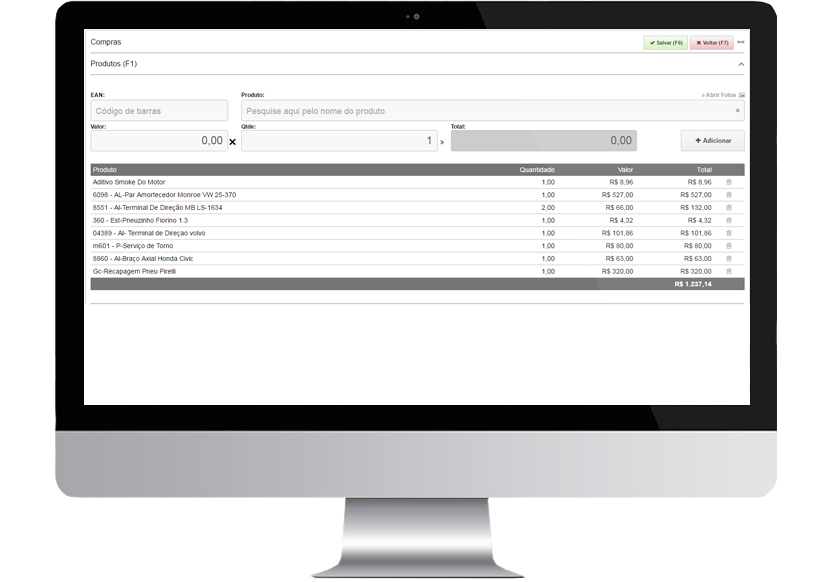 Compras
Salvar (F6) Voltar (F7)
Produtos (F1)
EAN: Produto: » Abrir Fotos
Código de barras Pesquise aqui pelo nome do produto ×
Valor: Qtde: Total:
0,00 × 1 » 0,00 + Adicionar
Produto Quantidade Valor Total
Aditivo Smoke Do Motor 1,00 R$ 8,96 R$ 8,96
6098 - AL-Par Amortecedor Monroe VW 25-370 1,00 R$ 527,00 R$ 527,00
8551 - Al-Terminal De Direção MB LS-1634 2,00 R$ 66,00 R$ 132,00
360 - Est-Pneuzinho Fiorino 1.3 1,00 R$ 4,32 R$ 4,32
04389 - Al- Terminal de Direçao volvo 1,00 R$ 101,86 R$ 101,86
m601 - P-Serviço de Torno 1,00 R$ 80,00 R$ 80,00
8860 - Al-Braço Axial Honda Civic 1,00 R$ 63,00 R$ 63,00
Gc-Recapagem Pneu Pirelli 1,00 R$ 320,00 R$ 320,00
R$ 1.237,14